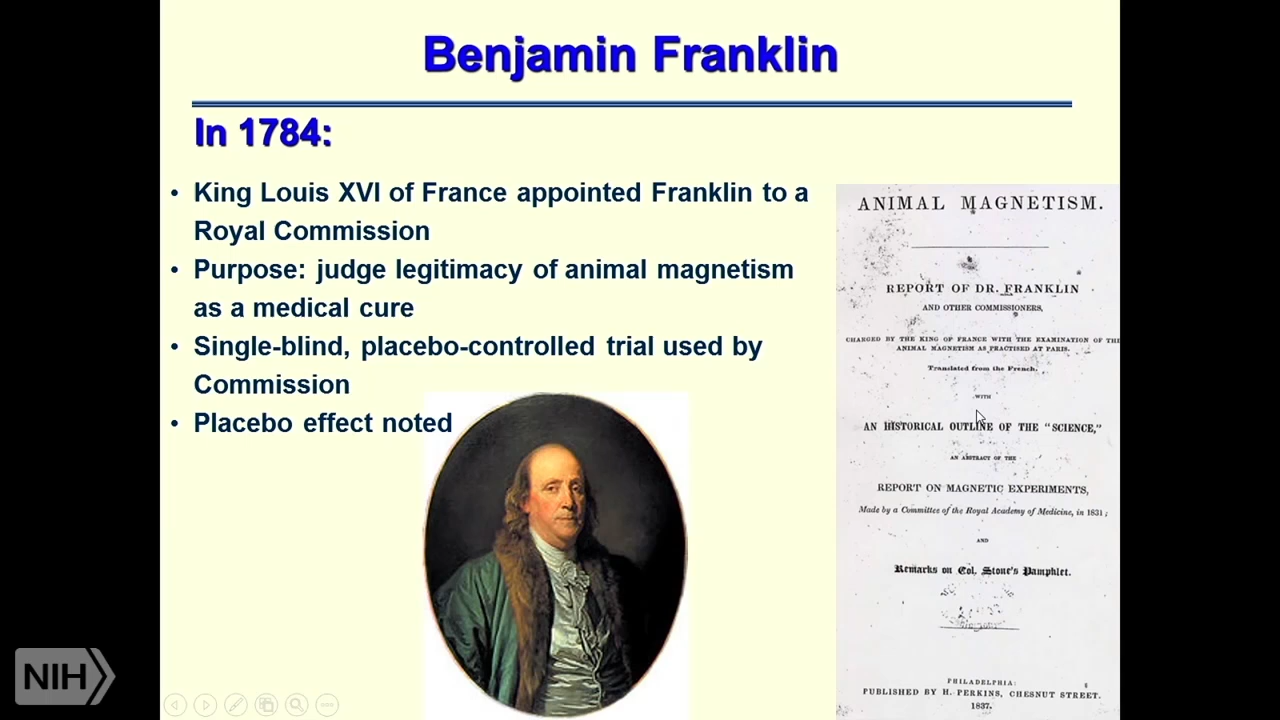 Benjamin Franklin
In 1784:
• King Louis XVI of France appointed Franklin to a
Royal Commission
• Purpose: judge legitimacy of animal magnetism
as a medical cure
• Single-blind, placebo-controlled trial used by
Commission
• Placebo effect noted
ANIMAL MAGNETISM.
REPORT OF DR. FRANKLIN
AND OTHER COMMISSIONERS,
CHARGED BY THE KING OF FRANCE WITH THE EXAMINATION OF THE
ANIMAL MAGNETISM AS PRACTISED AT PARIS.
Translated from the French.
WITH
AN HISTORICAL OUTLINE OF THE "SCIENCE,"
AN ABSTRACT OF THE
REPORT ON MAGNETIC EXPERIMENTS,
Made by a Committee of the Royal Academy of Medicine, in 1831;
AND
Remarks on Col. Stone's Pamphlet.
PHILADELPHIA:
PUBLISHED BY H. PERKINS, CHESNUT STREET.
1837.
NIH